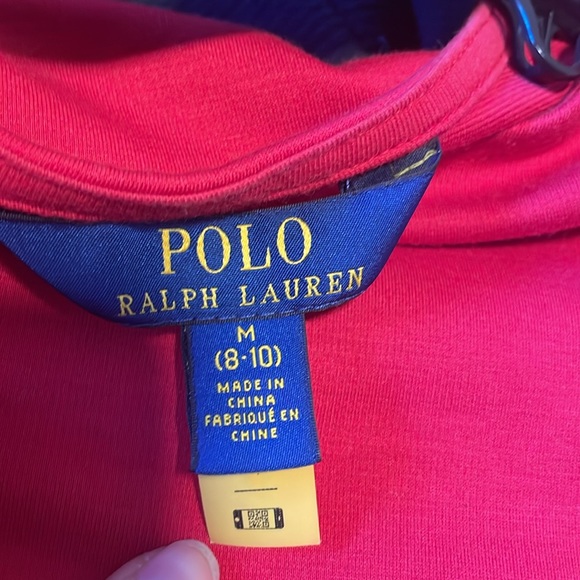 POLO
RALPH LAUREN
M
(8-10)
MADE IN
CHINA
FABRIQUÉ EN
CHINE